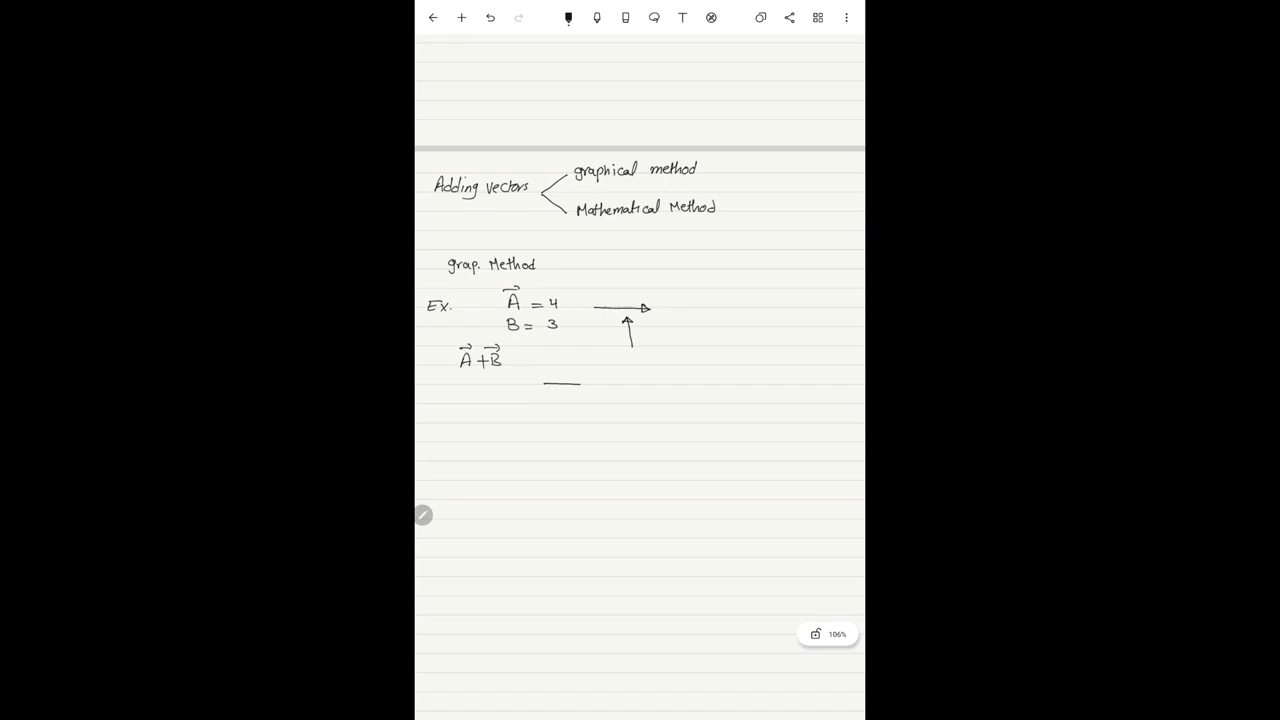 T
Adding vectors
graphical method
Mathematical Method
grap. Method
Ex. A = 4
B = 3
A + B
106%